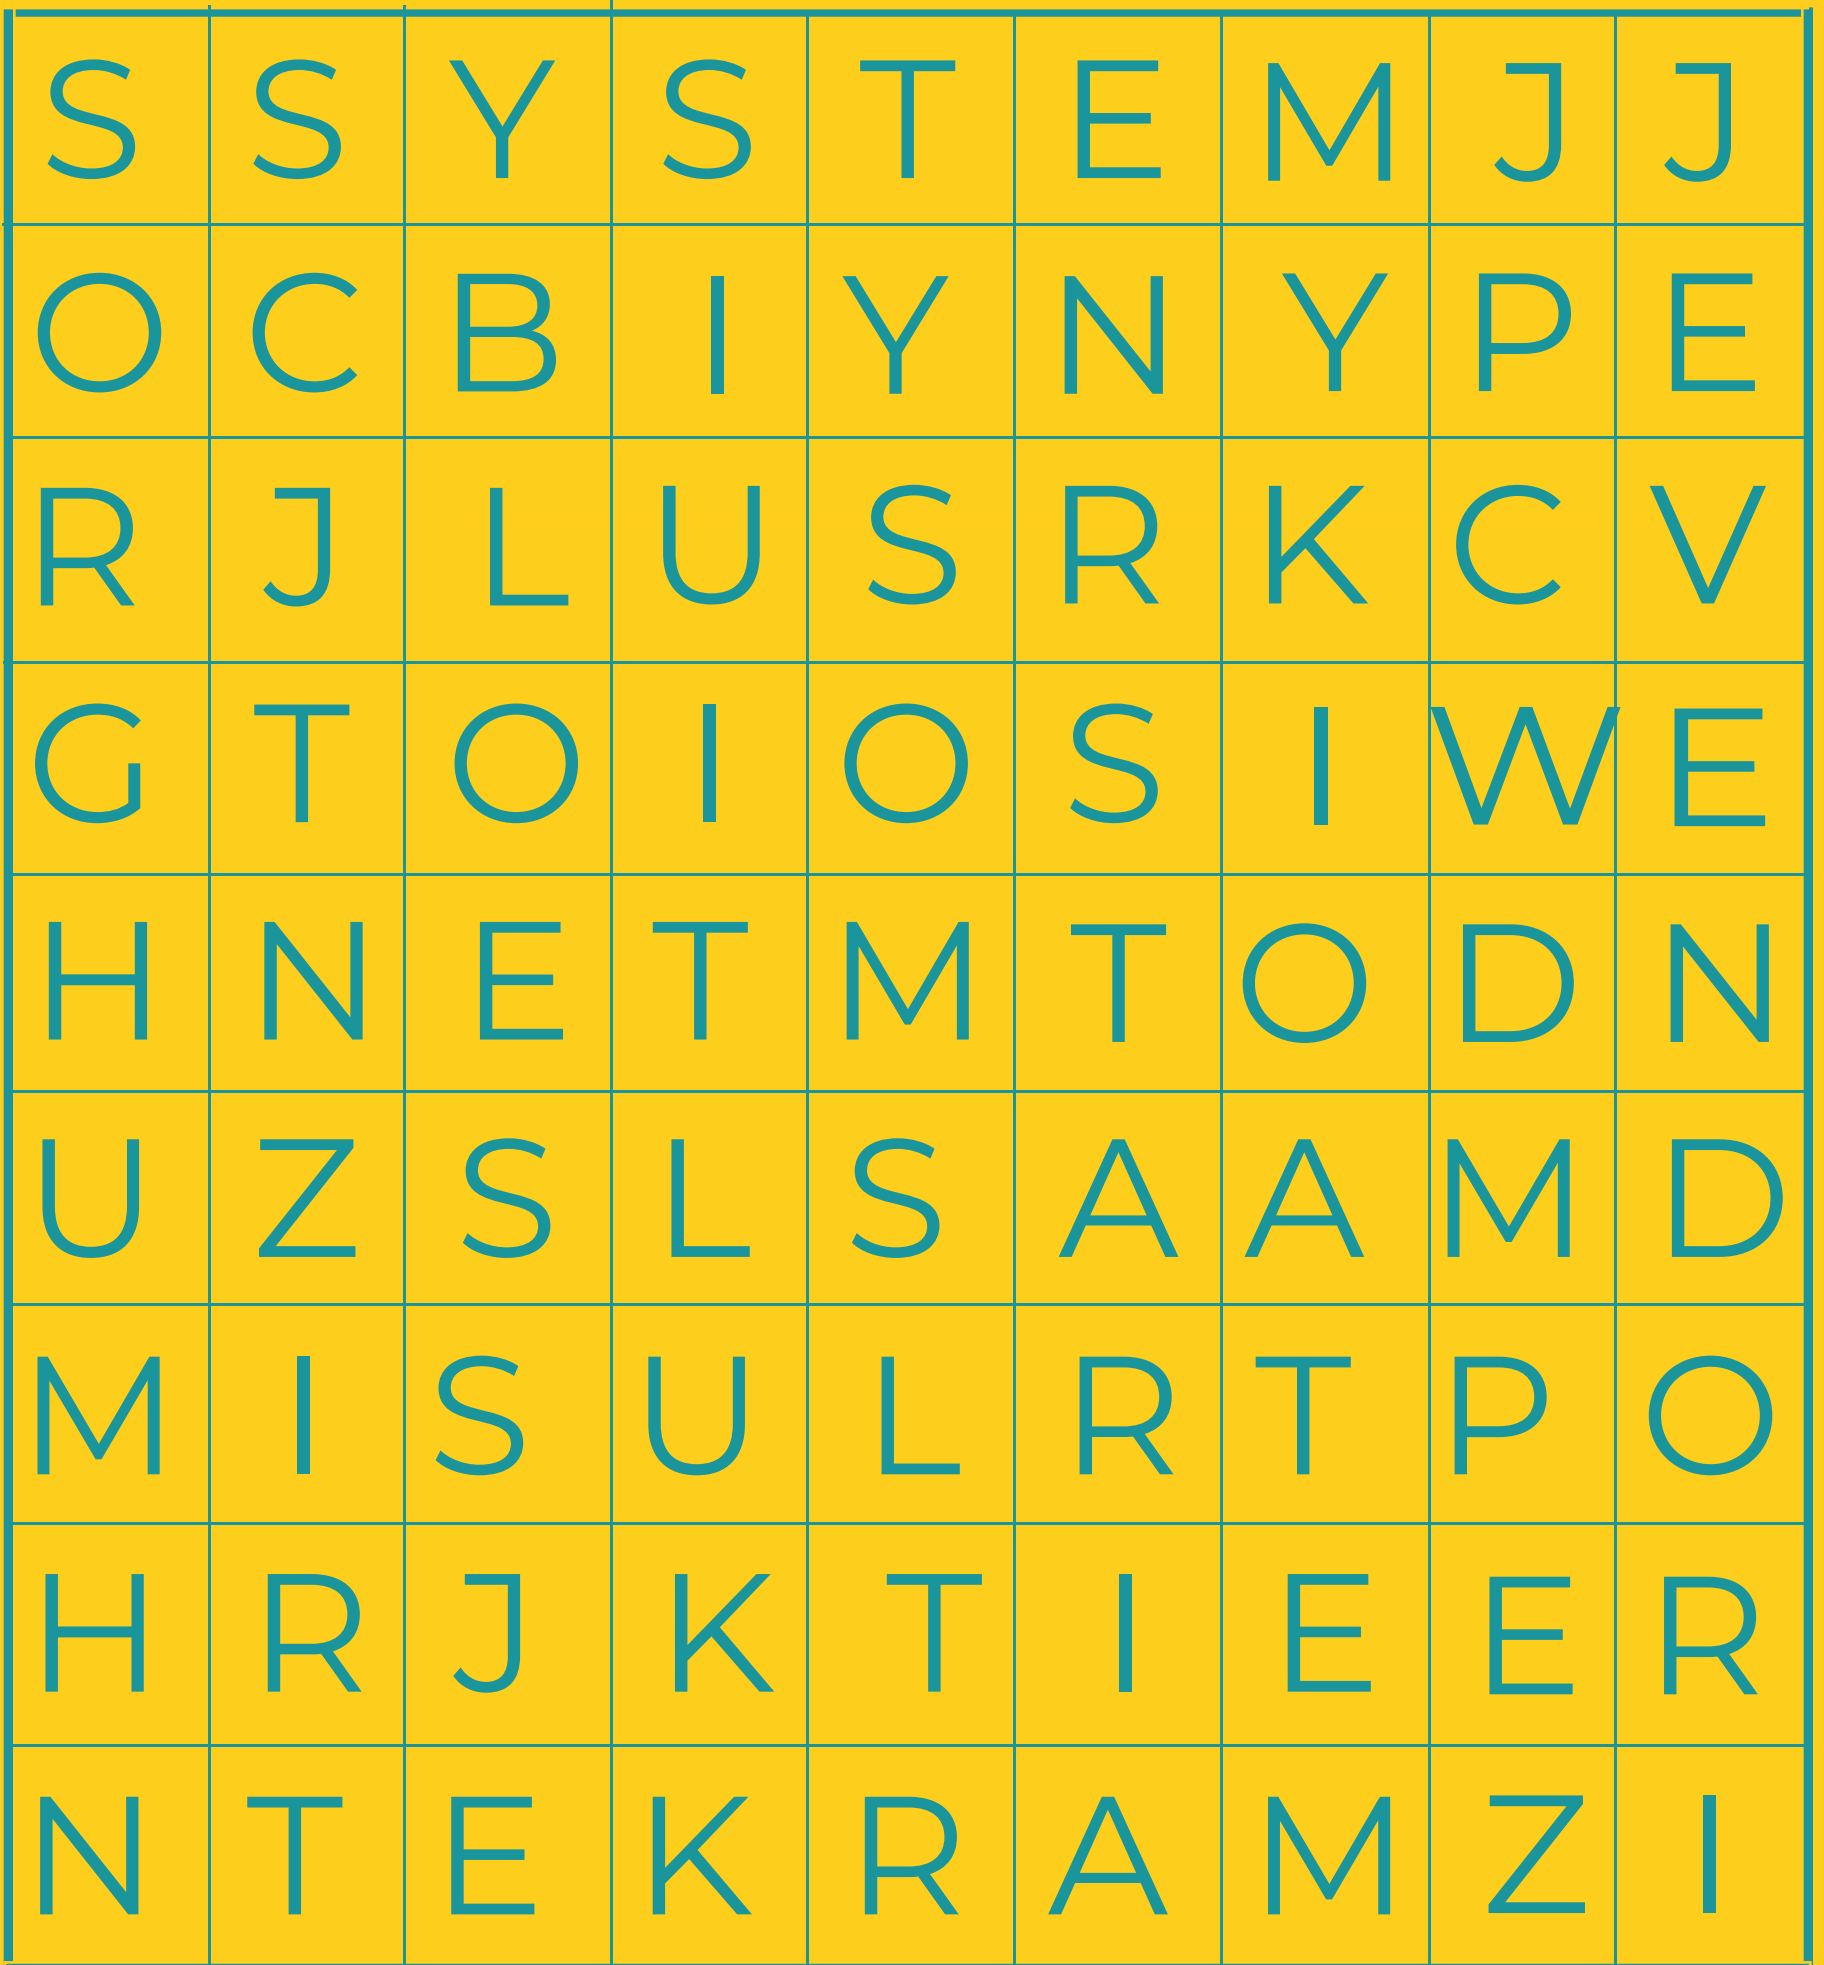 S S Y S T E M J J
O C B I Y N Y P E
R J L U S R K C V
G T O I O S I W E
H N E T M T O D N
U Z S L S A A M D
M I S U L R T P O
H R J K T I E E R
N T E K R A M Z I